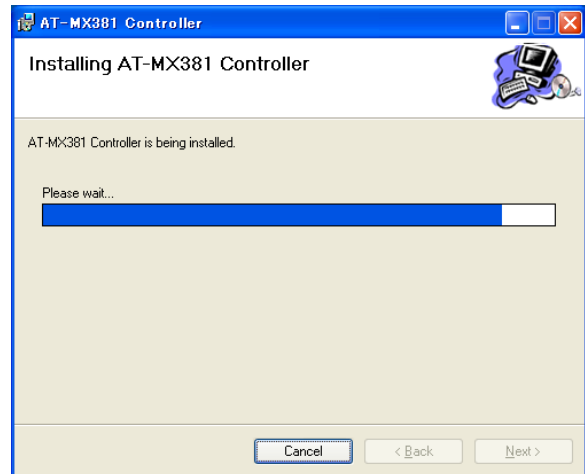 AT-MX381 Controller
Installing AT-MX381 Controller
AT-MX381 Controller is being installed.
Please wait...
Cancel
< Back
Next >